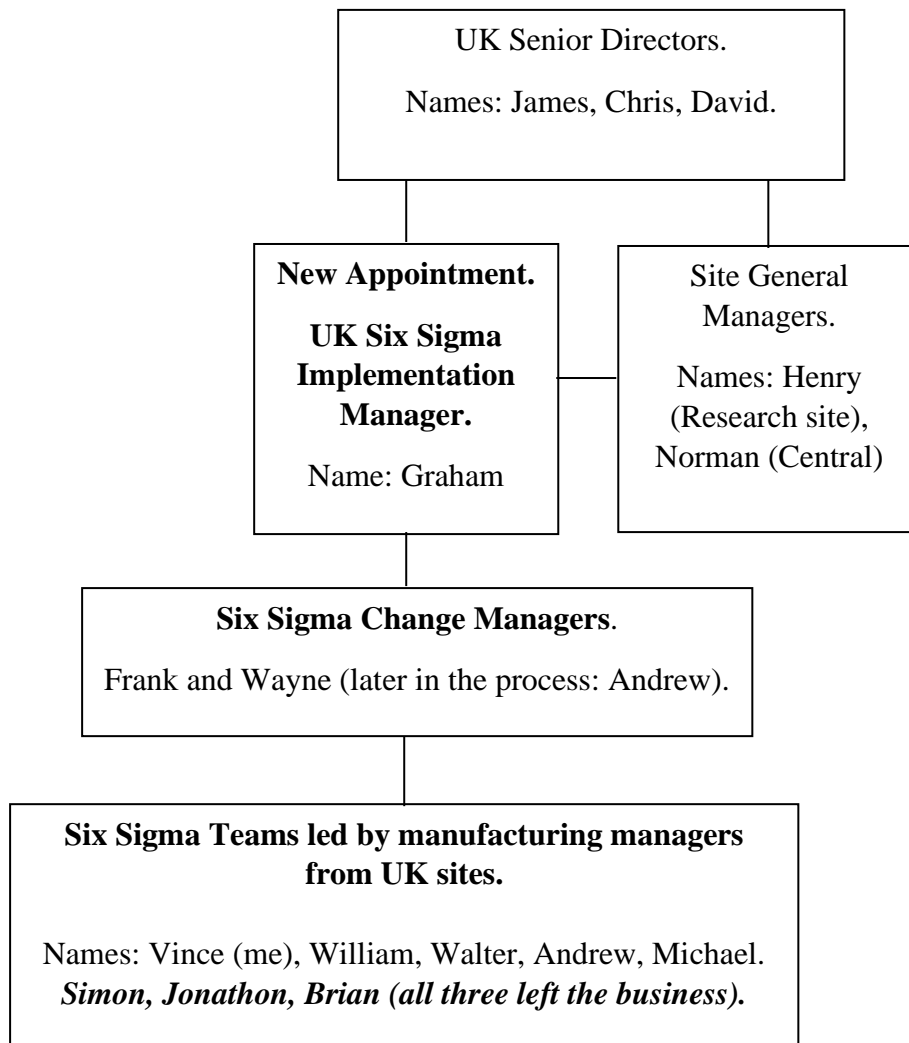 UK Senior Directors.
Names: James, Chris, David.
New Appointment.
UK Six Sigma
Implementation
Manager.
Name: Graham
Site General
Managers.
Names: Henry
(Research site),
Norman (Central)
Six Sigma Change Managers.
Frank and Wayne (later in the process: Andrew).
Six Sigma Teams led by manufacturing managers
from UK sites.
Names: Vince (me), William, Walter, Andrew, Michael.
Simon, Jonathon, Brian (all three left the business).